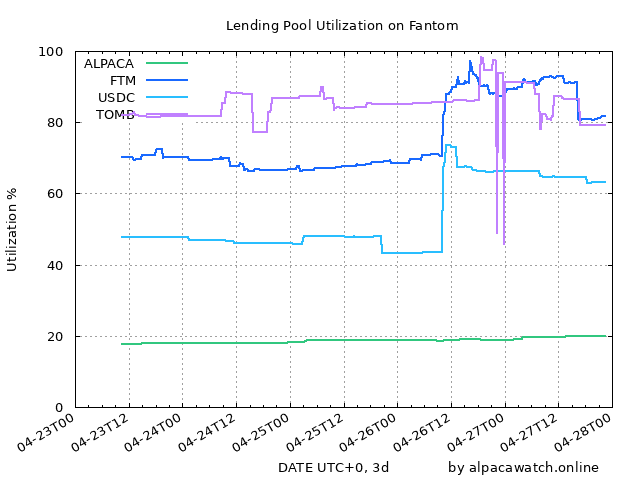 Lending Pool Utilization on Fantom
ALPACA
FTM
USDC
TOMB
Utilization %
100
80
60
40
20
0
04-23T00
04-23T12
04-24T00
04-24T12
04-25T00
04-25T12
04-26T00
04-26T12
04-27T00
04-27T12
04-28T00
DATE UTC+0, 3d
by alpacawatch.online